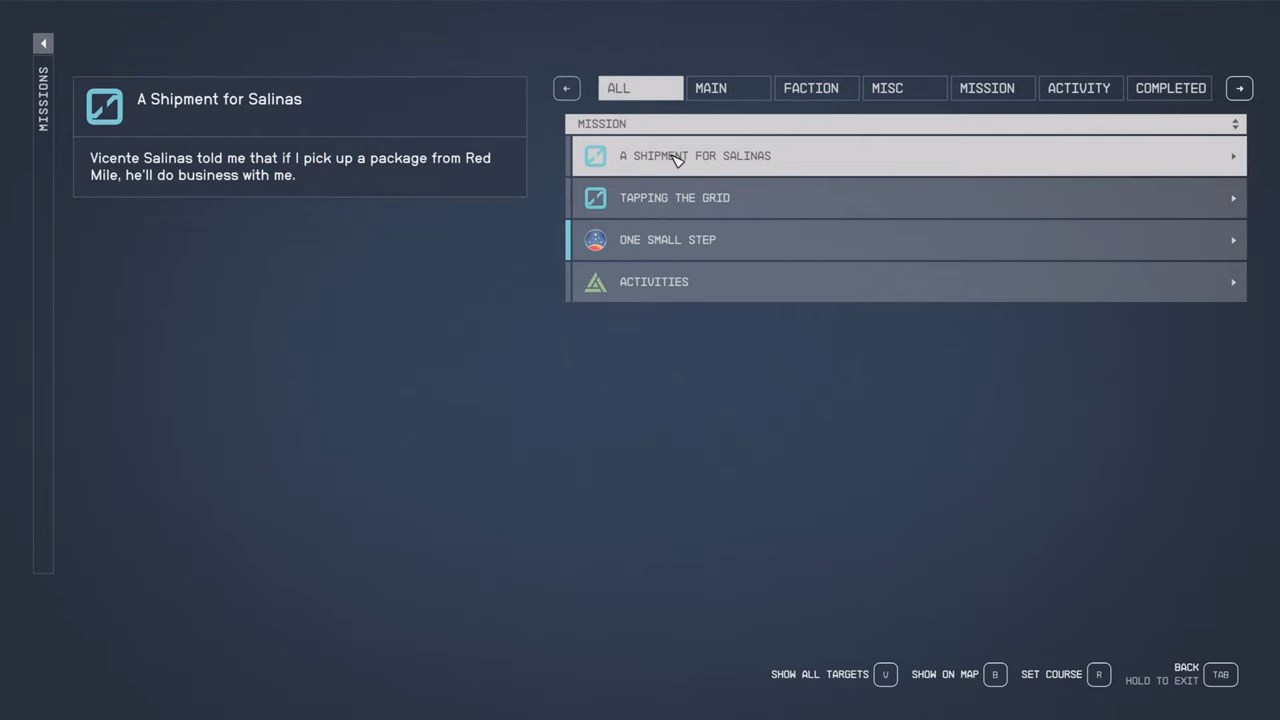 MISSIONS
A Shipment for Salinas
Vicente Salinas told me that if I pick up a package from Red
Mile, he'll do business with me.
ALL
MAIN
FACTION
MISC
MISSION
ACTIVITY
COMPLETED
MISSION
A SHIPMENT FOR SALINAS
TAPPING THE GRID
ONE SMALL STEP
ACTIVITIES
SHOW ALL TARGETS V
SHOW ON MAP B
SET COURSE R
BACK
HOLD TO EXIT
TAB